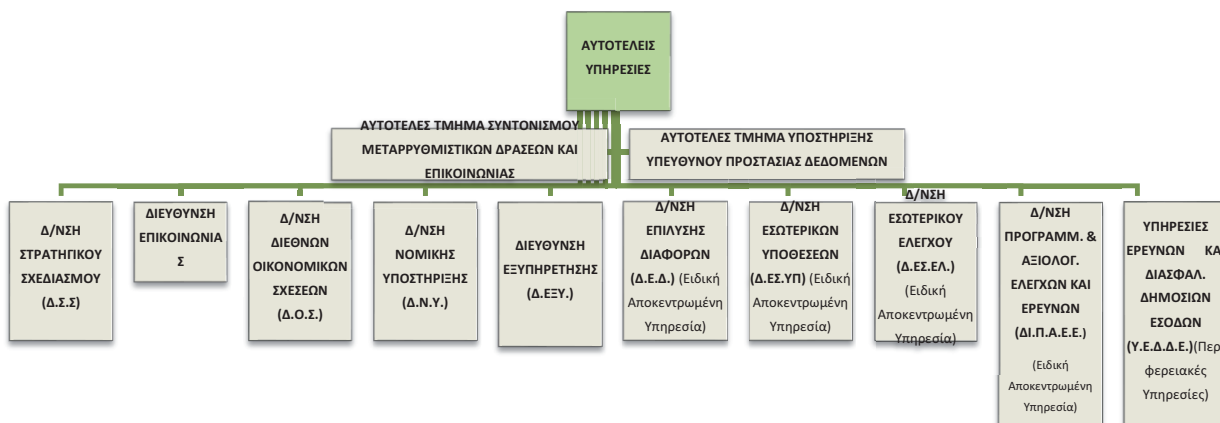 ΑΥΤΟΤΕΛΕΙΣ
ΥΠΗΡΕΣΙΕΣ
ΑΥΤΟΤΕΛΕΣ ΤΜΗΜΑ ΣΥΝΤΟΝΙΣΜΟΥ
ΜΕΤΑΡΡΥΘΜΙΣΤΙΚΩΝ ΔΡΑΣΕΩΝ ΚΑΙ
ΕΠΙΚΟΙΝΩΝΙΑΣ
ΑΥΤΟΤΕΛΕΣ ΤΜΗΜΑ ΥΠΟΣΤΗΡΙΞΗΣ
ΥΠΕΥΘΥΝΟΥ ΠΡΟΣΤΑΣΙΑΣ ΔΕΔΟΜΕΝΩΝ
Δ/ΝΣΗ
ΣΤΡΑΤΗΓΙΚΟΥ
ΣΧΕΔΙΑΣΜΟΥ
(Δ.Σ.Σ)
ΔΙΕΥΘΥΝΣΗ
ΕΠΙΚΟΙΝΩΝΙΑ
Σ
Δ/ΝΣΗ
ΔΙΕΘΝΩΝ
ΟΙΚΟΝΟΜΙΚΩΝ
ΣΧΕΣΕΩΝ
(Δ.Ο.Σ.)
Δ/ΝΣΗ
ΝΟΜΙΚΗΣ
ΥΠΟΣΤΗΡΙΞΗΣ
(Δ.Ν.Υ.)
ΔΙΕΥΘΥΝΣΗ
ΕΞΥΠΗΡΕΤΗΣΗΣ
(Δ.ΕΞΥ.)
Δ/ΝΣΗ
ΕΠΙΛΥΣΗΣ
ΔΙΑΦΟΡΩΝ
(Δ.Ε.Δ.) (Ειδική
Αποκεντρωμένη
Υπηρεσία)
Δ/ΝΣΗ
ΕΣΩΤΕΡΙΚΩΝ
ΥΠΟΘΕΣΕΩΝ
(Δ.ΕΣ.ΥΠ) (Ειδική
Αποκεντρωμένη
Υπηρεσία)
Δ/ΝΣΗ
ΕΣΩΤΕΡΙΚΟΥ
ΕΛΕΓΧΟΥ
(Δ.ΕΣ.ΕΛ.)
(Ειδική
Αποκεντρωμένη
Υπηρεσία)
Δ/ΝΣΗ
ΠΡΟΓΡΑΜΜ. &
ΑΞΙΟΛΟΓ.
ΕΛΕΓΧΩΝ ΚΑΙ
ΕΡΕΥΝΩΝ
(ΔΙ.Π.Α.Ε.Ε.)
(Ειδική
Αποκεντρωμένη
Υπηρεσία)
ΥΠΗΡΕΣΙΕΣ
ΕΡΕΥΝΩΝ ΚΑ
ΔΙΑΣΦΑΛ.
ΔΗΜΟΣΙΩΝ
ΕΣΟΔΩΝ
(Υ.Ε.Δ.Δ.Ε.)(Περ
φερειακές
Υπηρεσίες)